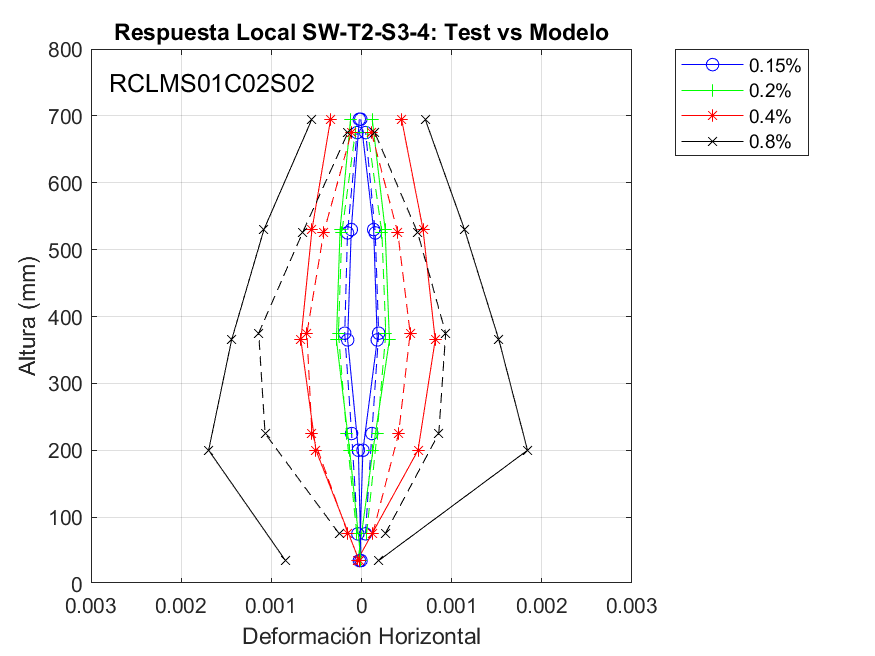 Respuesta Local SW-T2-S3-4: Test vs Modelo
RCLMS01C02S02
0.15%
0.2%
0.4%
0.8%
800
700
600
500
400
300
200
100
0
Altura (mm)
0.003 0.002 0.001 0 0.001 0.002 0.003
Deformación Horizontal